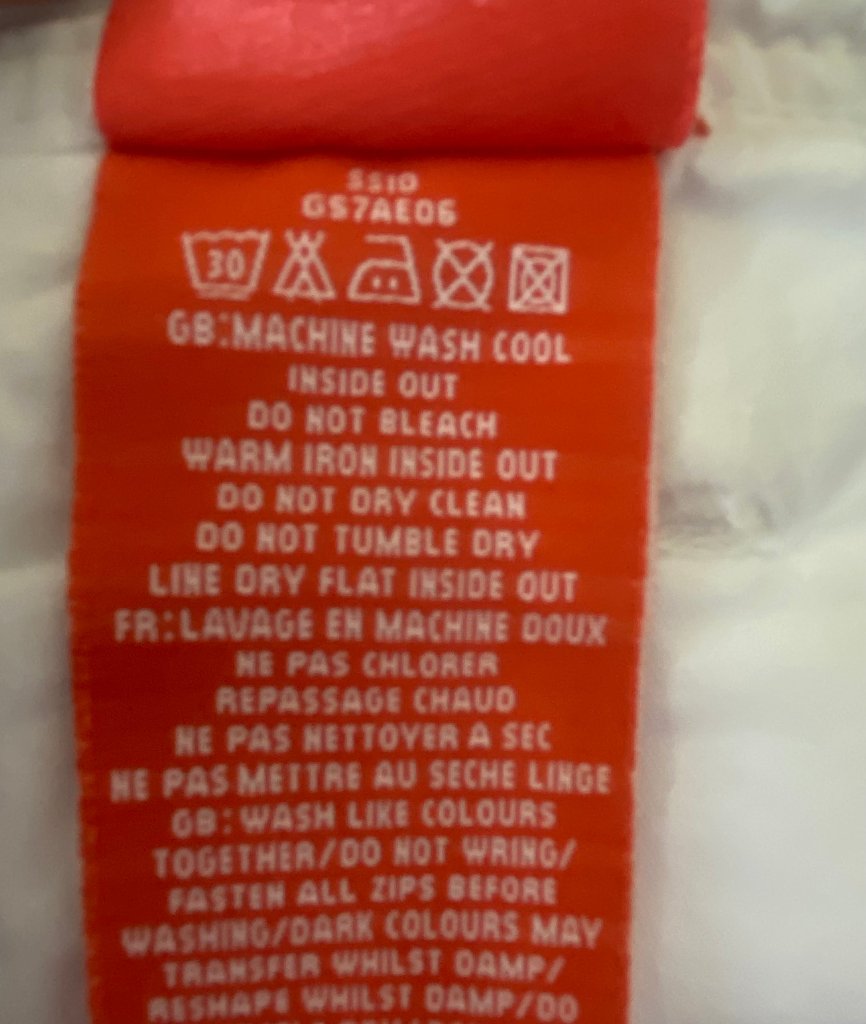 SS10
GS7AE06
30
GB:MACHINE WASH COOL
INSIDE OUT
DO NOT BLEACH
WARM IRON INSIDE OUT
DO NOT DRY CLEAN
DO NOT TUMBLE DRY
LINE DRY FLAT INSIDE OUT
FR:LAVAGE EN MACHINE DOUX
NE PAS CHLORER
REPASSAGE CHAUD
NE PAS NETTOYER A SEC
NE PAS METTRE AU SECHE LINGE
GB:WASH LIKE COLOURS
TOGETHER/DO NOT WRING/
FASTEN ALL ZIPS BEFORE
WASHING/DARK COLOURS MAY
TRANSFER WHILST DAMP/
RESHAPE WHILST DAMP/DO